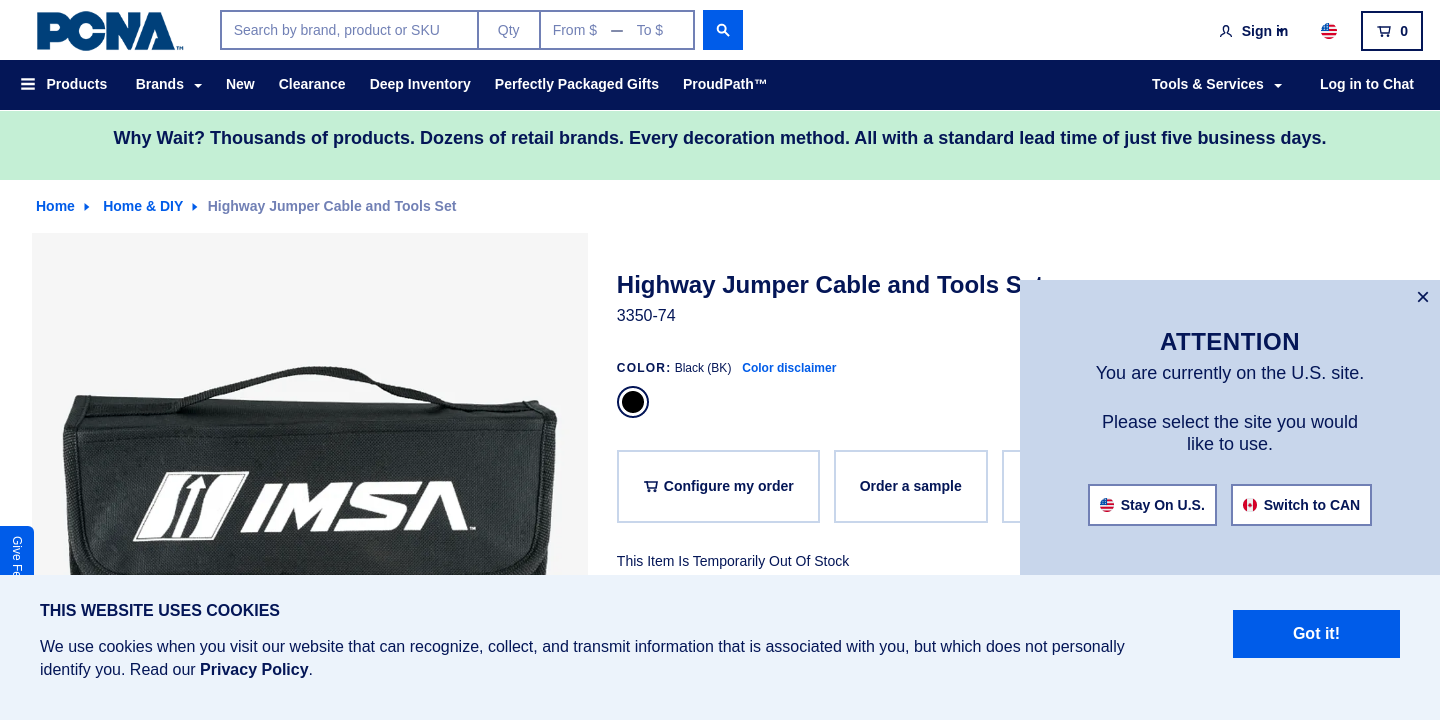 PCNA™
Search by brand, product or SKU
Qty
From $ — To $
Sign in
0
Products
Brands
New
Clearance
Deep Inventory
Perfectly Packaged Gifts
ProudPath™
Tools & Services
Log in to Chat
Why Wait? Thousands of products. Dozens of retail brands. Every decoration method. All with a standard lead time of just five business days.
Home
Home & DIY
Highway Jumper Cable and Tools Set
IMSA™
Highway Jumper Cable and Tools Set
3350-74
COLOR: Black (BK) Color disclaimer
Configure my order
Order a sample
This Item Is Temporarily Out Of Stock
×
ATTENTION
You are currently on the U.S. site.
Please select the site you would
like to use.
Stay On U.S.
Switch to CAN
Give
THIS WEBSITE USES COOKIES
We use cookies when you visit our website that can recognize, collect, and transmit information that is associated with you, but which does not personally
identify you. Read our Privacy Policy.
Got it!